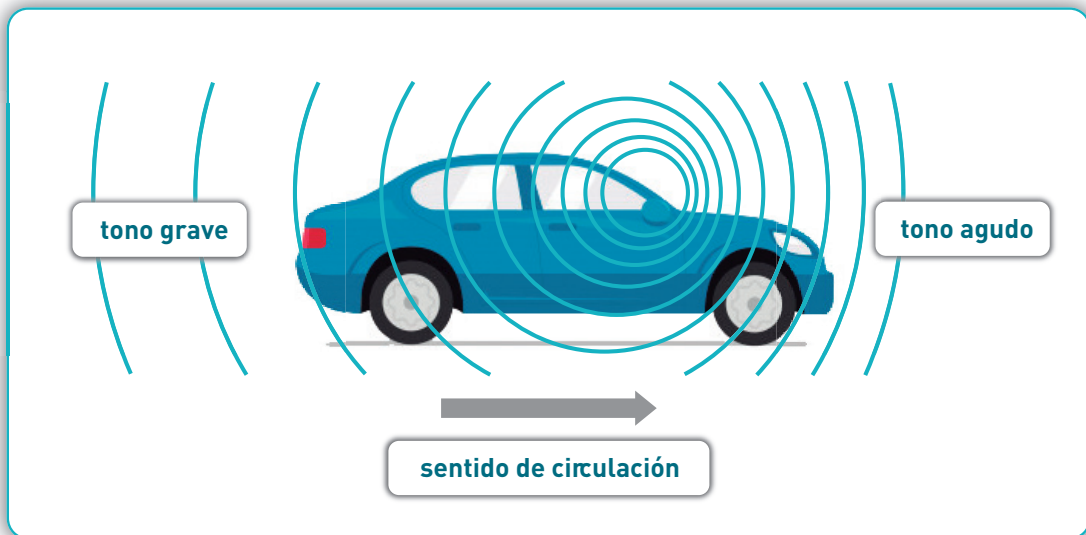 tono grave
tono agudo
sentido de circulación